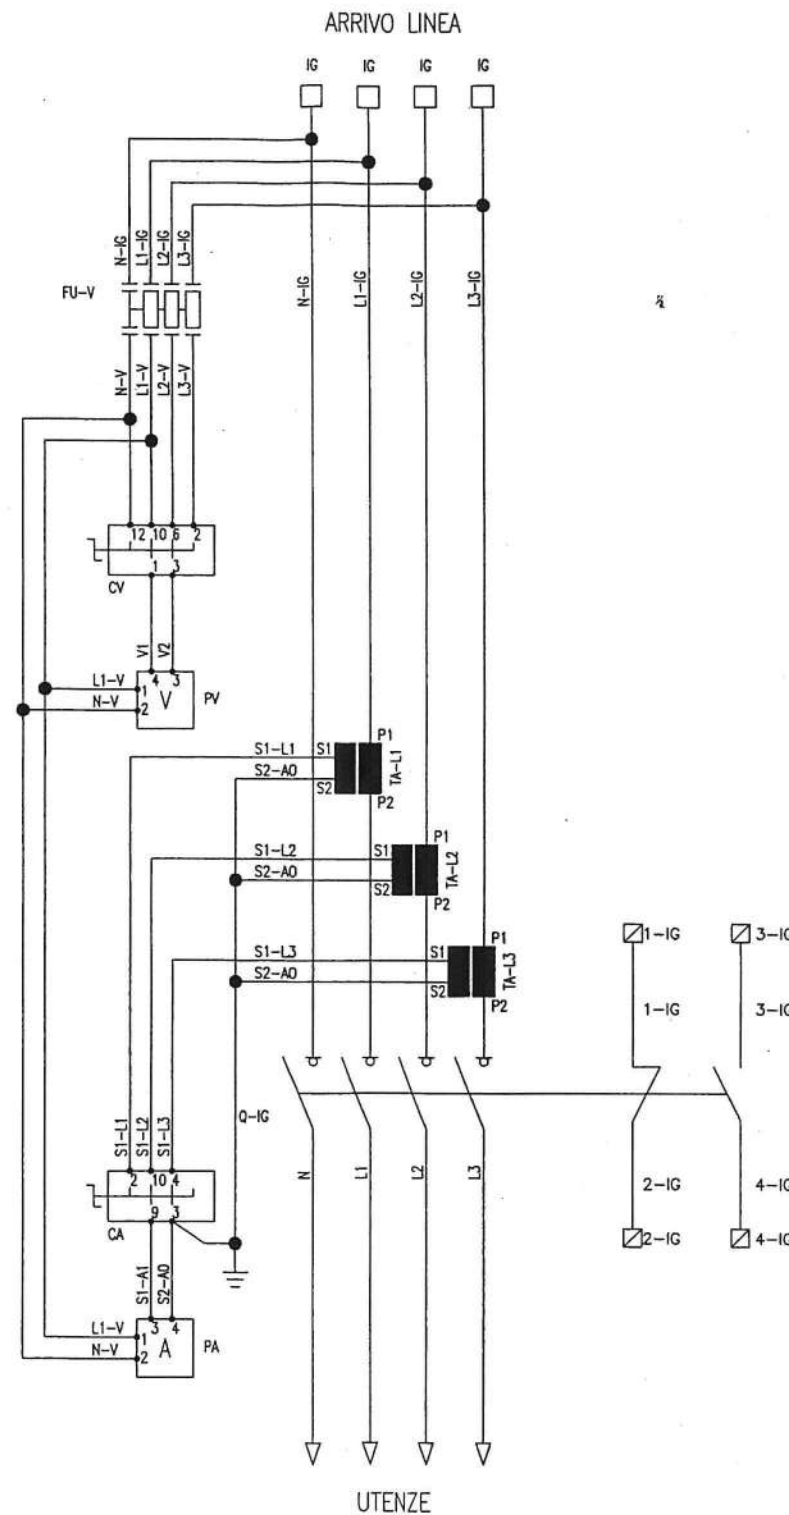 ARRIVO LINEA
IG IG IG IG
N-IG L1-IG L2-IG L3-IG
N-IG L1-IG L2-IG L3-IG
FU-V
N-V L1-V L2-V L3-V
12 10 6 2
1 3
CV
V1 V2
4 3
L1-V 1 V PV
N-V 2
P1
S1-L1 S1 TA-L1
S2-A0 S2
P2
P1
S1-L2 S1 TA-L2
S2-A0 S2
P2
P1
S1-L3 S1 TA-L3
S2-A0 S2
P2
1-IG 3-IG
1-IG 3-IG
S1-L1 S1-L2 S1-L3
Q-IG
N L1 L2 L3
2 10 4
9 3
CA
2-IG 4-IG
2-IG 4-IG
S1-A1 S2-A0
3 4
L1-V 1 A PA
N-V 2
UTENZE